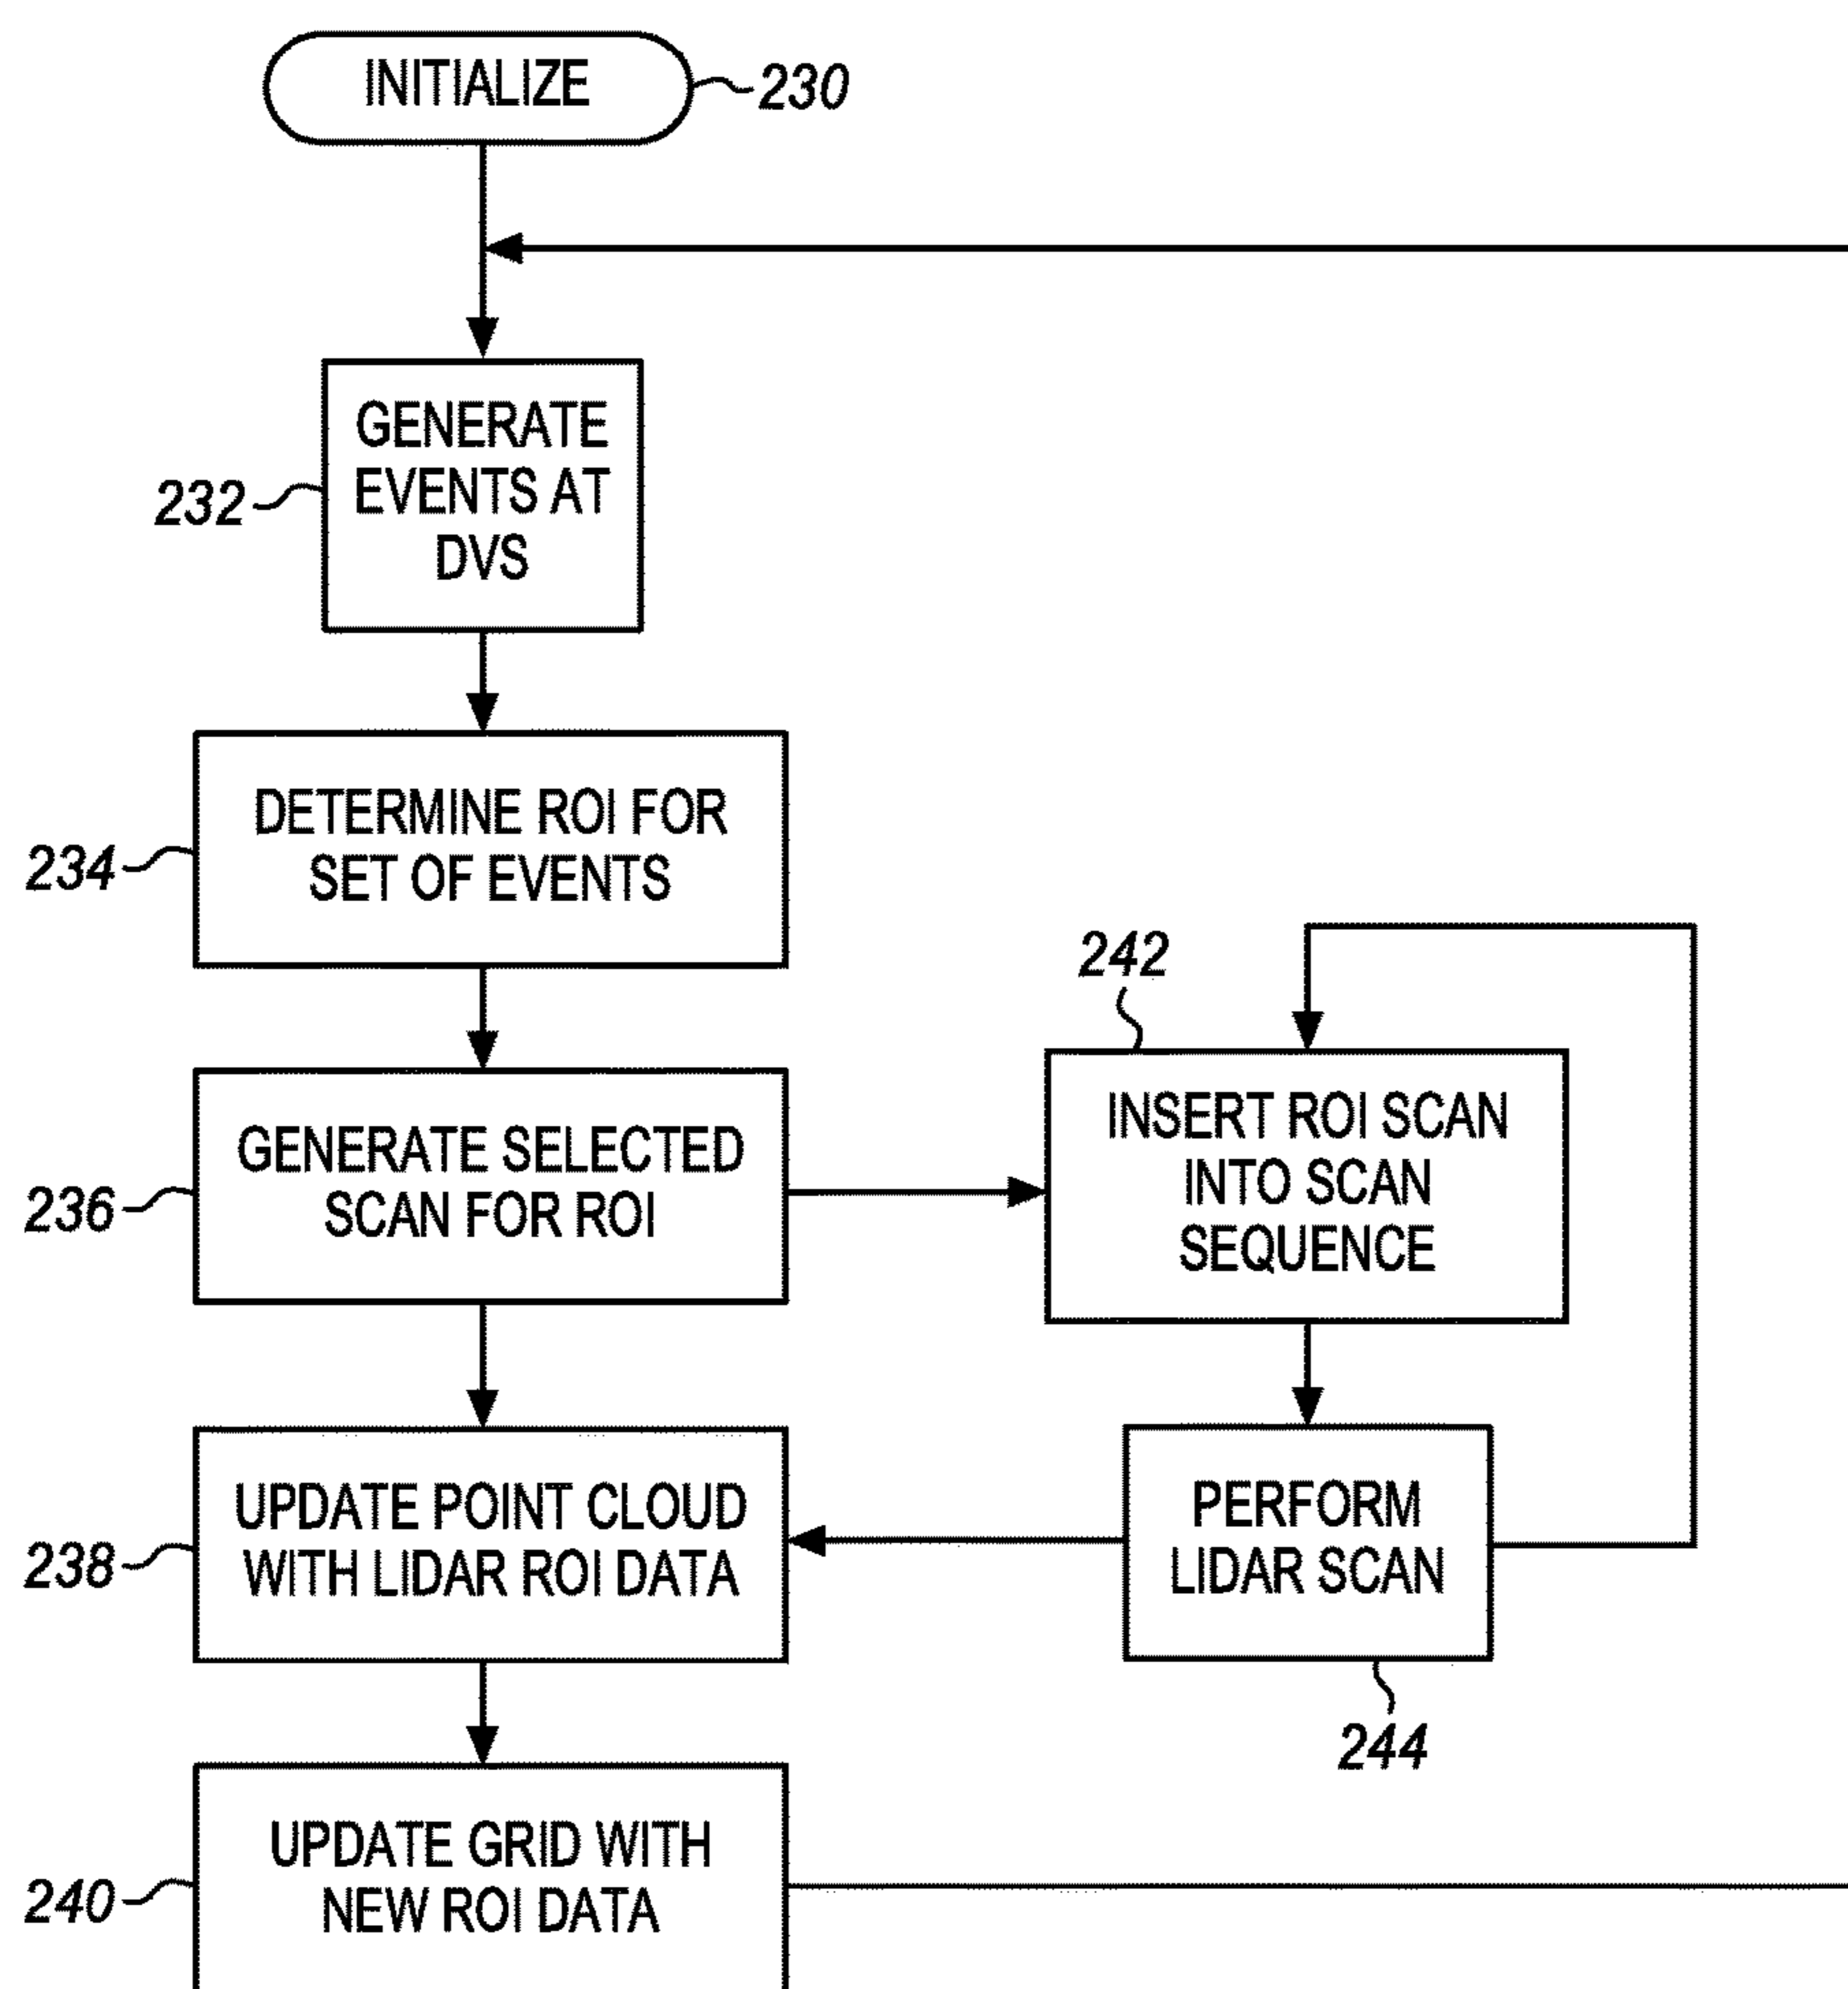 INITIALIZE
230
GENERATE
EVENTS AT
DVS
232
DETERMINE ROI FOR
SET OF EVENTS
234
GENERATE SELECTED
SCAN FOR ROI
236
242
INSERT ROI SCAN
INTO SCAN
SEQUENCE
UPDATE POINT CLOUD
WITH LIDAR ROI DATA
238
PERFORM
LIDAR SCAN
244
UPDATE GRID WITH
NEW ROI DATA
240